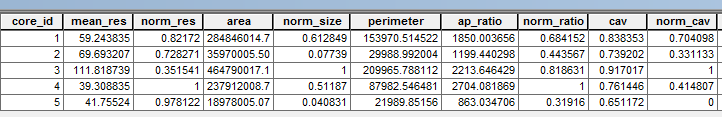 core_id mean_res norm_res area norm_size perimeter ap_ratio norm_ratio cav norm_cav
1 59.243835 0.82172 284846014.7 0.612849 153970.514522 1850.003656 0.684152 0.838353 0.704098
2 69.693207 0.728271 35970005.50 0.07739 29988.992004 1199.440298 0.443567 0.739202 0.331133
3 111.818739 0.351541 464790017.1 1 209965.788112 2213.646429 0.818631 0.917017 1
4 39.308835 1 237912008.7 0.51187 87982.546481 2704.081869 1 0.761446 0.414807
5 41.75524 0.978122 18978005.07 0.040831 21989.85156 863.034706 0.31916 0.651172 0